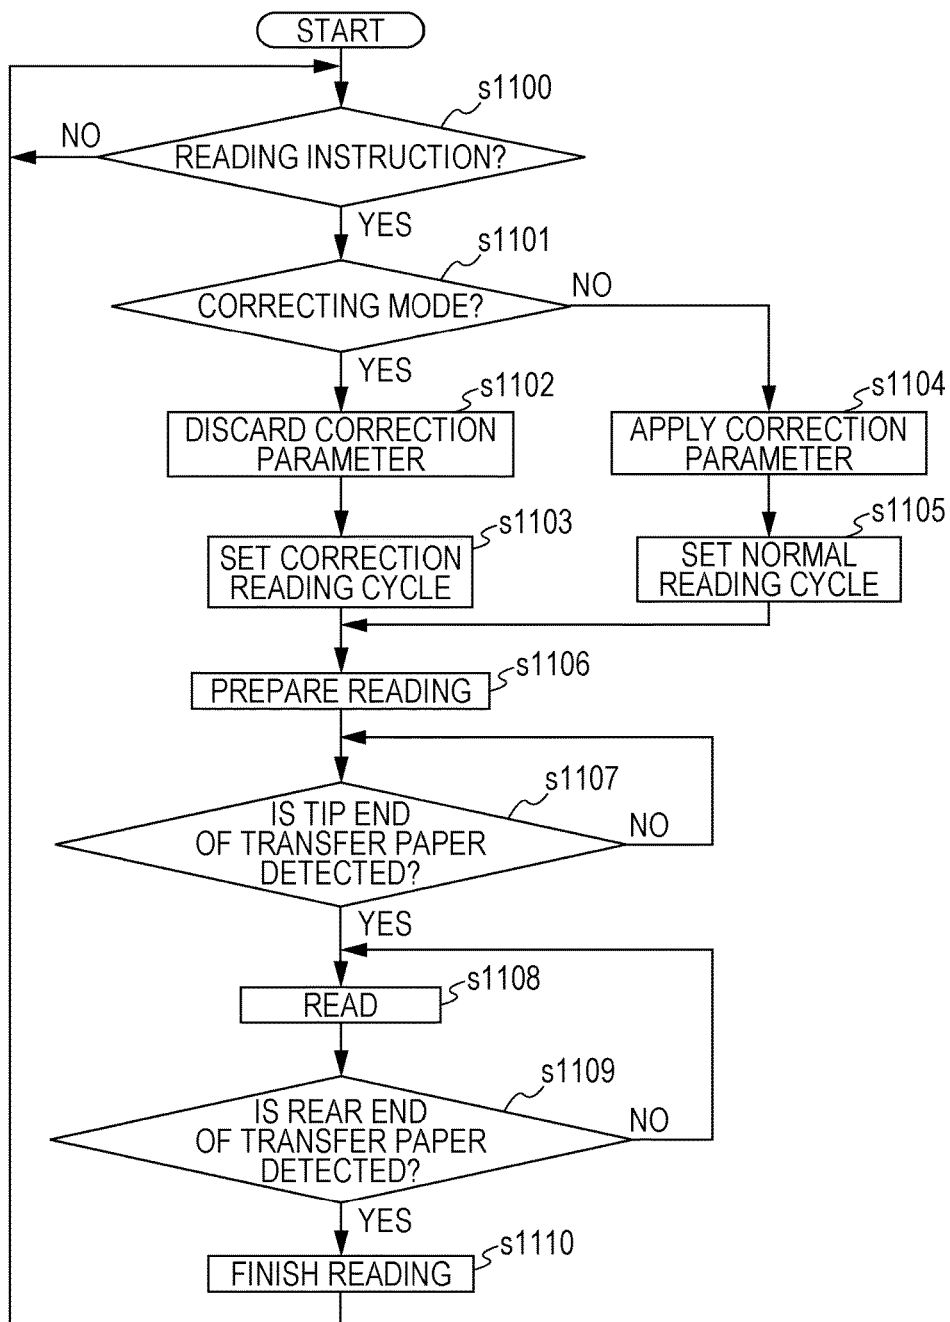 START
s1100
NO
READING INSTRUCTION?
YES
s1101
NO
CORRECTING MODE?
YES
s1102
s1104
DISCARD CORRECTION
PARAMETER
APPLY CORRECTION
PARAMETER
s1103
s1105
SET CORRECTION
READING CYCLE
SET NORMAL
READING CYCLE
s1106
PREPARE READING
s1107
IS TIP END
OF TRANSFER PAPER
DETECTED?
NO
YES
s1108
READ
s1109
IS REAR END
OF TRANSFER PAPER
DETECTED?
NO
YES
s1110
FINISH READING